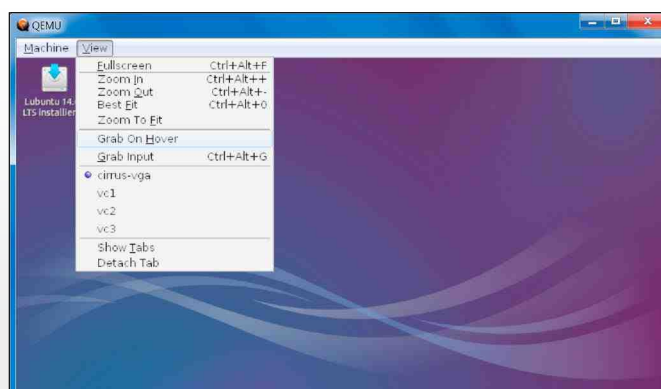 QEMU
Machine View
Lubuntu 14.
LTS installer
Fullscreen Ctrl+Alt+F
Zoom In Ctrl+Alt++
Zoom Out Ctrl+Alt+-
Best Fit Ctrl+Alt+0
Zoom To Fit
Grab On Hover
Grab Input Ctrl+Alt+G
cirrus-vga
vc1
vc2
vc3
Show Tabs
Detach Tab